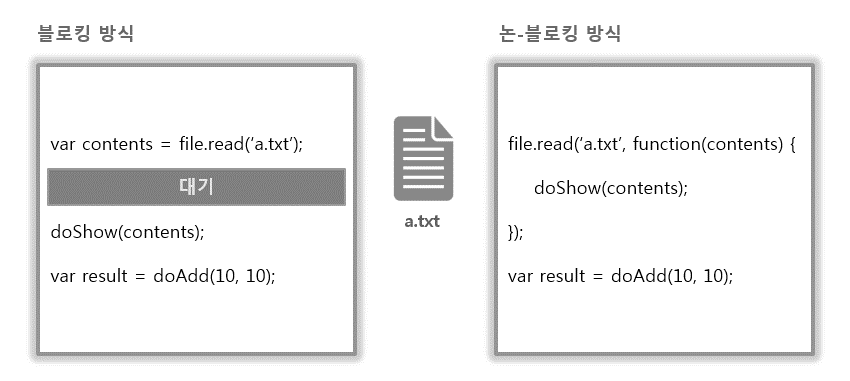 블로킹 방식
var contents = file.read(‘a.txt’);
대기
doShow(contents);
var result = doAdd(10, 10);
a.txt
논-블로킹 방식
file.read(‘a.txt’, function(contents) {
doShow(contents);
});
var result = doAdd(10, 10);